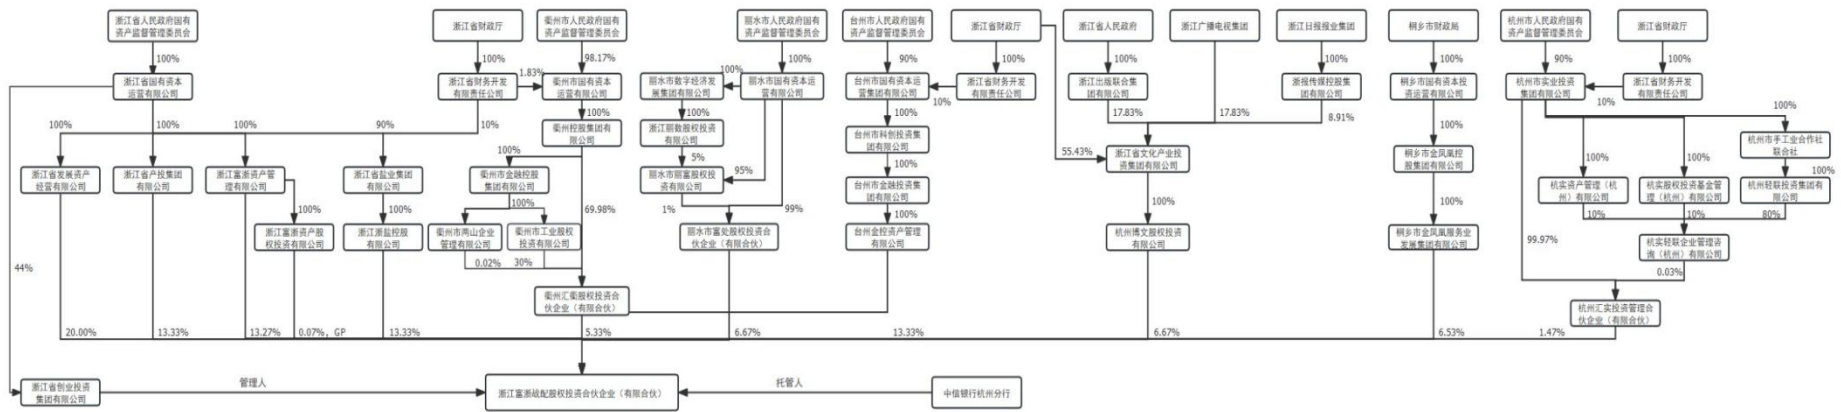 浙江省人民政府国有
资产监督管理委员会
浙江省财政厅
衢州市人民政府国有
资产监督管理委员会
丽水市人民政府国有
资产监督管理委员会
台州市人民政府国有
资产监督管理委员会
浙江省财政厅
浙江省人民政府
浙江广播电视集团
浙江日报报业集团
桐乡市财政局
杭州市人民政府国有
资产监督管理委员会
浙江省财政厅
100%
100%
98.17%
100%
90%
100%
100%
100%
100%
90%
100%
浙江省国有资本
运营有限公司
浙江省财务开发
有限责任公司
1.83%
衢州市国有资本
运营有限公司
丽水市数字经济发
展集团有限公司
100%
丽水市国有资本运
营有限公司
台州市国有资本运
营集团有限公司
10%
浙江省财务开发
有限责任公司
浙江出版联合集
团有限公司
浙报传媒控股集
团有限公司
桐乡市国有资本投
资运营有限公司
杭州市实业投资
集团有限公司
10%
浙江省财务开发
有限责任公司
100%
100%
100%
17.83%
17.83%
8.91%
100%
100%
100%
100%
90%
10%
衢州控股集团有
限公司
浙江丽数股权投资
有限公司
台州市科创投资集
团有限公司
100%
100%
杭州市手工业合作社
联合社
100%
5%
95%
100%
55.43%
浙江省文化产业投
资集团有限公司
桐乡市金凤凰控
股集团有限公司
100%
100%
100%
浙江省发展资产
经营有限公司
浙江省产投集团
有限公司
浙江富浙资产管
理有限公司
浙江省盐业集团
有限公司
衢州市金融控股
集团有限公司
丽水市丽富股权投
资有限公司
台州市金融投资集
团有限公司
杭实资产管理（杭
州）有限公司
杭实股权投资基金管
理（杭州）有限公司
杭州轻联投资集团有
限公司
100%
100%
100%
69.98%
1%
99%
100%
100%
100%
10%
10%
80%
浙江富浙资产股
权投资有限公司
浙江浙盐控股
有限公司
衢州市两山企业
管理有限公司
衢州市工业股权
投资有限公司
丽水市富处股权投资合
伙企业（有限合伙）
台州金控资产管理
有限公司
杭州博文股权投资
有限公司
桐乡市金凤凰服务业
发展集团有限公司
99.97%
杭实轻联企业管理咨
询（杭州）有限公司
44%
0.02%
30%
0.03%
衢州汇衢股权投资合
伙企业（有限合伙）
杭州汇实投资管理合
伙企业（有限合伙）
20.00%
13.33%
13.27%
0.07%，GP
13.33%
5.33%
6.67%
13.33%
6.67%
6.53%
1.47%
浙江省创业投资
集团有限公司
管理人
浙江富浙战配股权投资合伙企业（有限合伙）
托管人
中信银行杭州分行